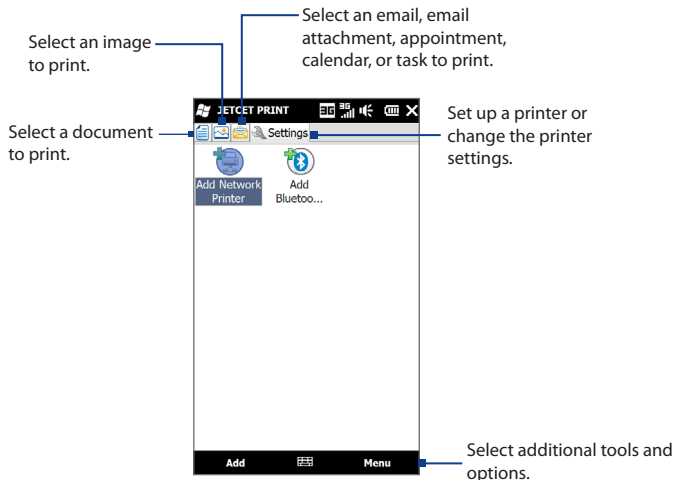 Select an email, email
attachment, appointment,
calendar, or task to print.
Select an image
to print.
JETCET PRINT
3G
3G
Set up a printer or
change the printer
settings.
Select a document
to print.
Settings
Add Network
Printer
Add
Bluetoo...
Add
Menu
Select additional tools and
options.